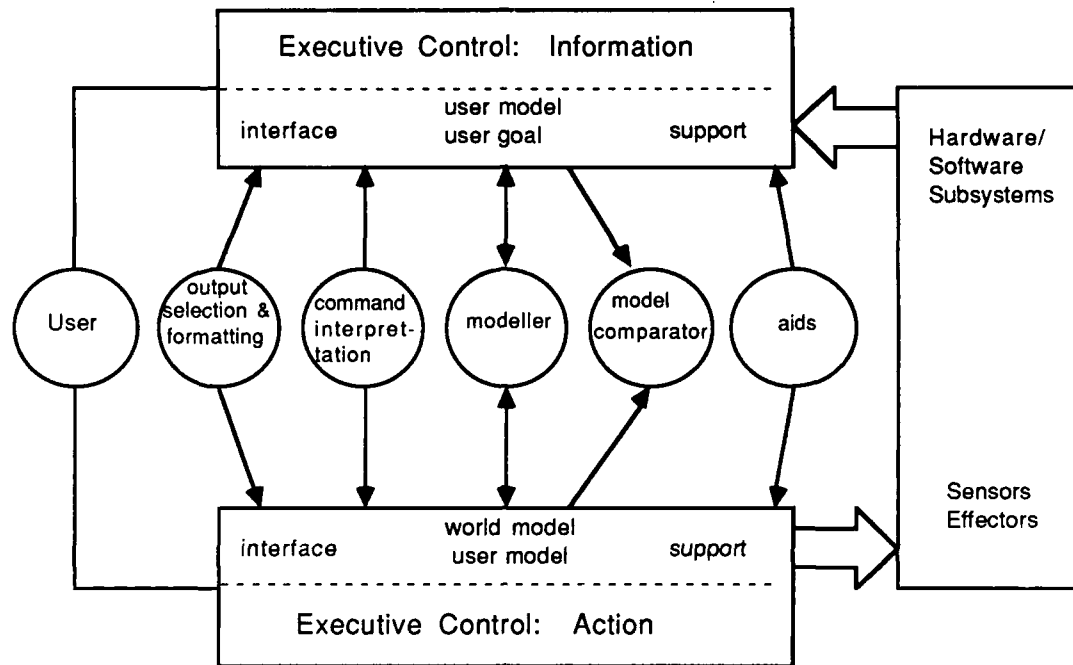 Executive Control: Information
user model
interface
user goal
support
Hardware/
Software
Subsystems
User
output
selection &
formatting
command
interpret-
tation
modeller
model
comparator
aids
Sensors
Effectors
world model
interface
user model
support
Executive Control: Action